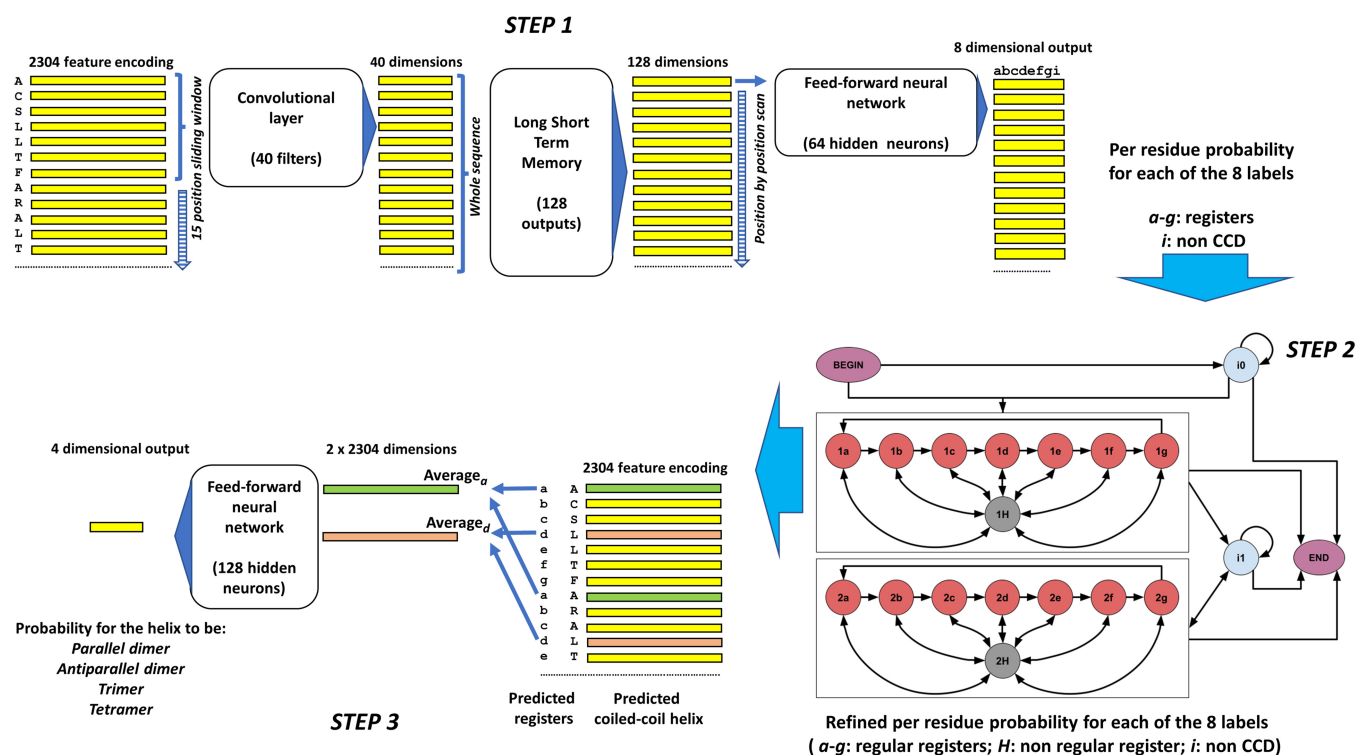 STEP 1
2304 feature encoding
A
C
S
L
L
T
F
A
R
A
L
T
15 position sliding window
Convolutional
layer
(40 filters)
40 dimensions
Whole sequence
Long Short
Term
Memory
(128
outputs)
128 dimensions
Position by position scan
Feed-forward neural
network
(64 hidden neurons)
8 dimensional output
abcdefgi
Per residue probability
for each of the 8 labels
a-g: registers
i: non CCD
STEP 2
BEGIN
i0
1a
1b
1c
1d
1e
1f
1g
1H
i1
END
2a
2b
2c
2d
2e
2f
2g
2H
Refined per residue probability for each of the 8 labels
( a-g: regular registers; H: non regular register; i: non CCD)
4 dimensional output
Feed-forward
neural
network
(128 hidden
neurons)
2 x 2304 dimensions
Average a
Average d
2304 feature encoding
a A
b C
c S
d L
e L
f T
g F
a A
b R
c A
d L
e T
Predicted
registers
Predicted
coiled-coil helix
Probability for the helix to be:
Parallel dimer
Antiparallel dimer
Trimer
Tetramer
STEP 3